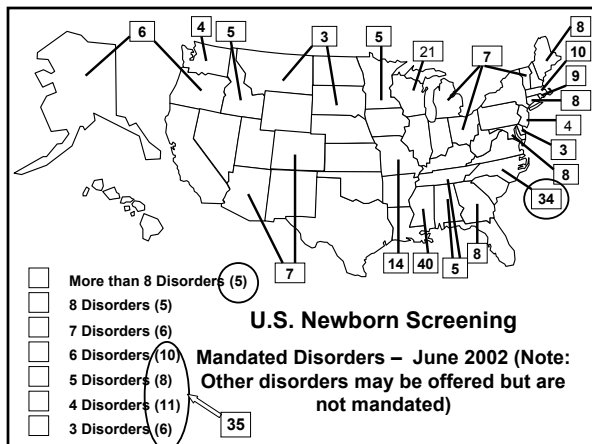 6
4
5
3
5
21
7
8
10
9
8
4
3
8
34
7
14
40
5
8
More than 8 Disorders (5)
8 Disorders (5)
7 Disorders (6)
6 Disorders (10)
5 Disorders (8)
4 Disorders (11)
3 Disorders (6)
35
U.S. Newborn Screening
Mandated Disorders – June 2002 (Note:
Other disorders may be offered but are
not mandated)